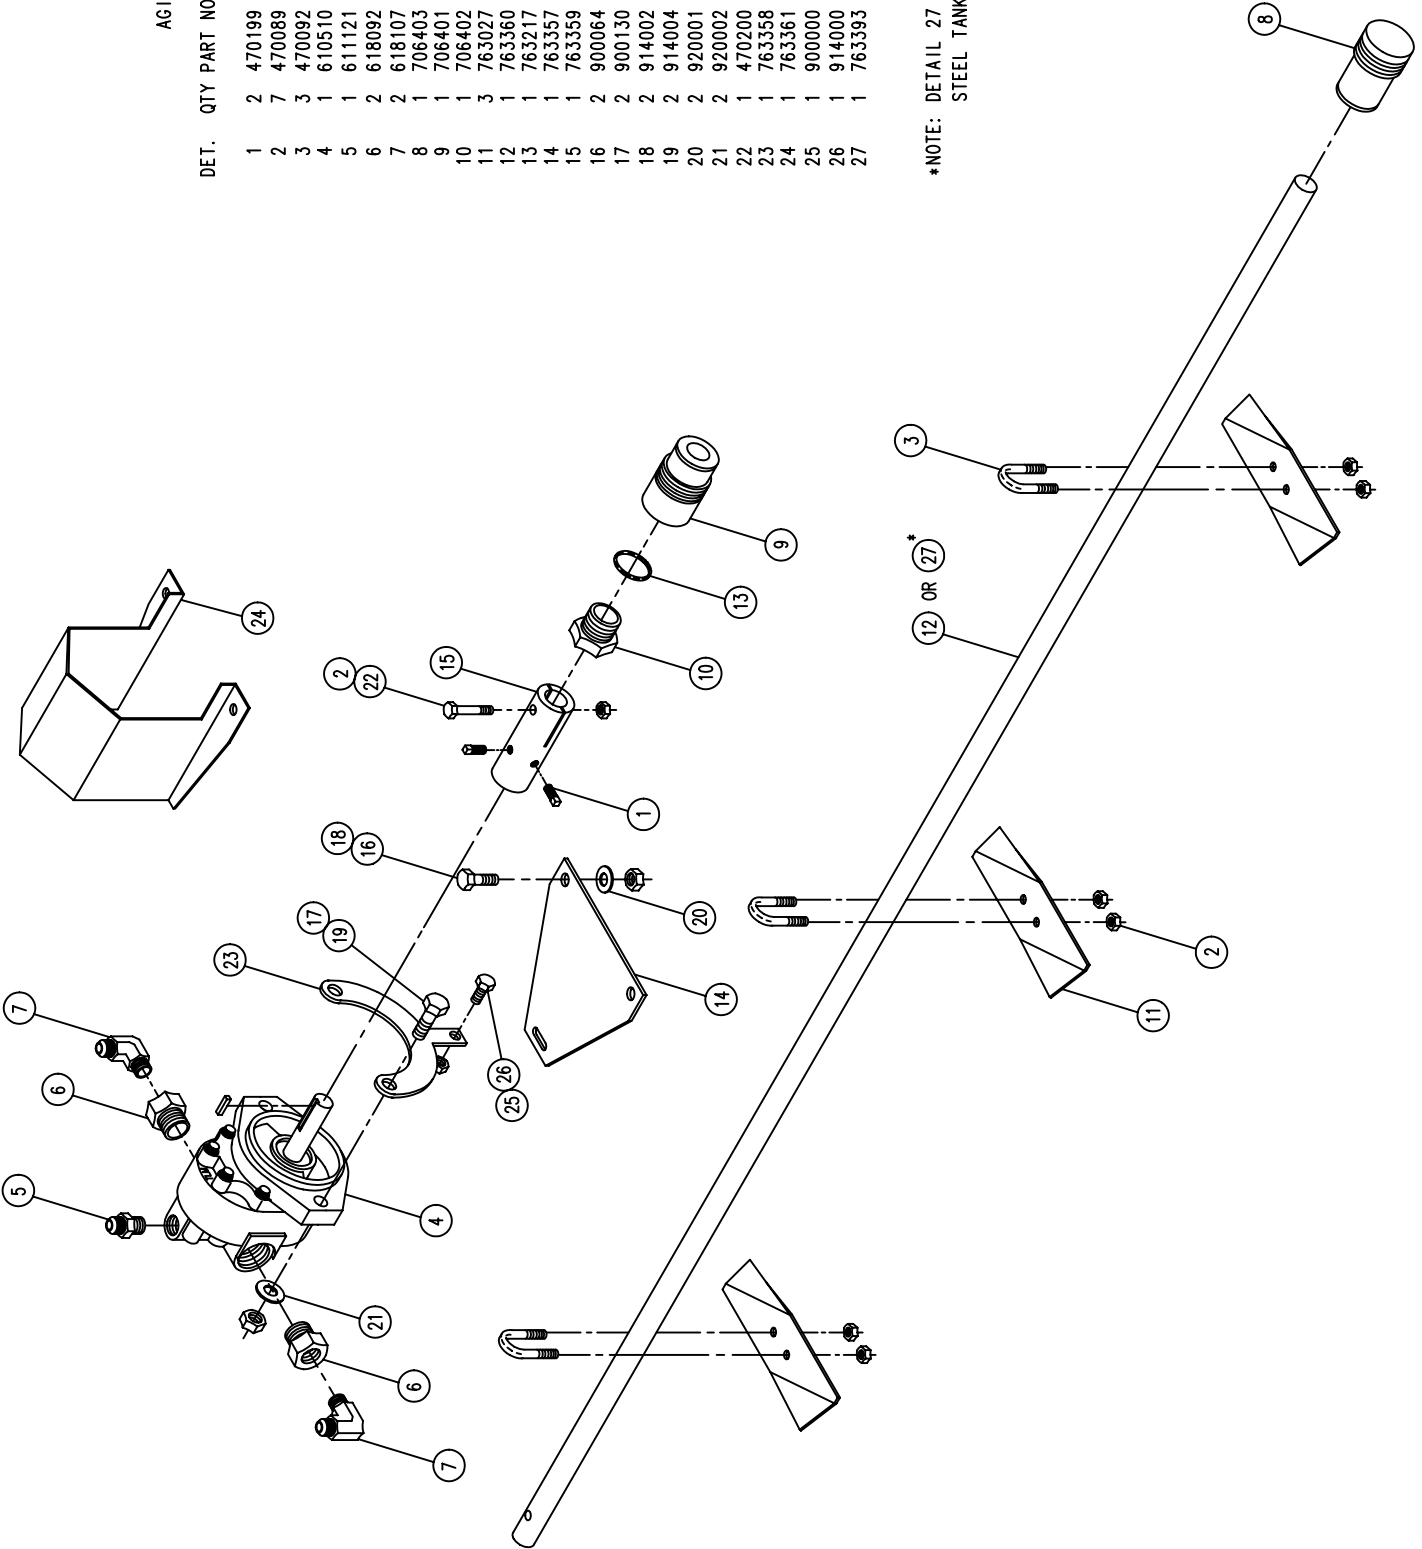 AGI
DET. QTY PART NO
1 2 470199
2 7 470089
3 3 470092
4 1 610510
5 1 611121
6 2 618092
7 2 618107
8 1 706403
9 1 706401
10 1 706402
11 3 763027
12 1 763360
13 1 763217
14 1 763357
15 1 763359
16 2 900064
17 2 900130
18 2 914002
19 2 914004
20 2 920001
21 2 920002
22 1 470200
23 1 763358
24 1 763361
25 1 900000
26 1 914000
27 1 763393
*NOTE: DETAIL 27
STEEL TANK
24
7
6
5
23
17
19
18
16
2
22
15
10
13
9
1
20
14
26
25
4
21
6
7
3
12 OR 27*
8
2
11